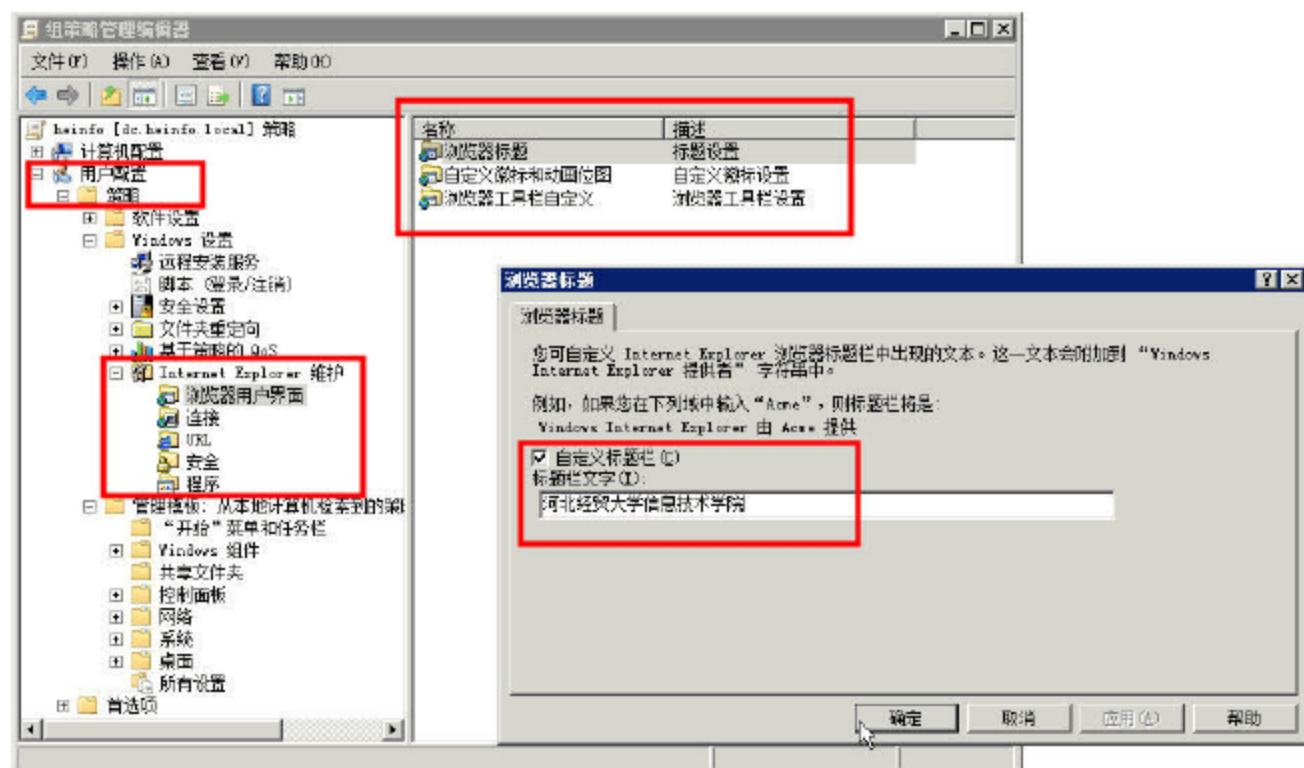 组策略管理编辑器
文件(F) 操作(A) 查看(V) 帮助(H)
hsinfo [dc.hsinfo.local] 策略
计算机配置
用户配置
策略
软件设置
Windows 设置
远程安装服务
脚本 (登录/注销)
安全设置
文件夹重定向
基于策略的 QoS
Internet Explorer 维护
浏览器用户界面
连接
URL
安全
程序
管理模板: 从本地计算机检索到的策
“开始”菜单和任务栏
Windows 组件
共享文件夹
控制面板
网络
系统
桌面
所有设置
首选项
名称 描述
浏览器标题 标题设置
自定义徽标和动画位图 自定义徽标设置
浏览器工具栏自定义 浏览器工具栏设置
浏览器标题
浏览器标题
您可自定义 Internet Explorer 浏览器标题栏中出现的文本。这一文本会附加到 “Windows
Internet Explorer 提供者” 字符串中。
例如，如果您在下列域中输入“Acme”，则标题栏将是:
Windows Internet Explorer 由 Acme 提供
自定义标题栏(C)
标题栏文字(T):
河北经贸大学信息技术学院
确定 取消 应用(A) 帮助